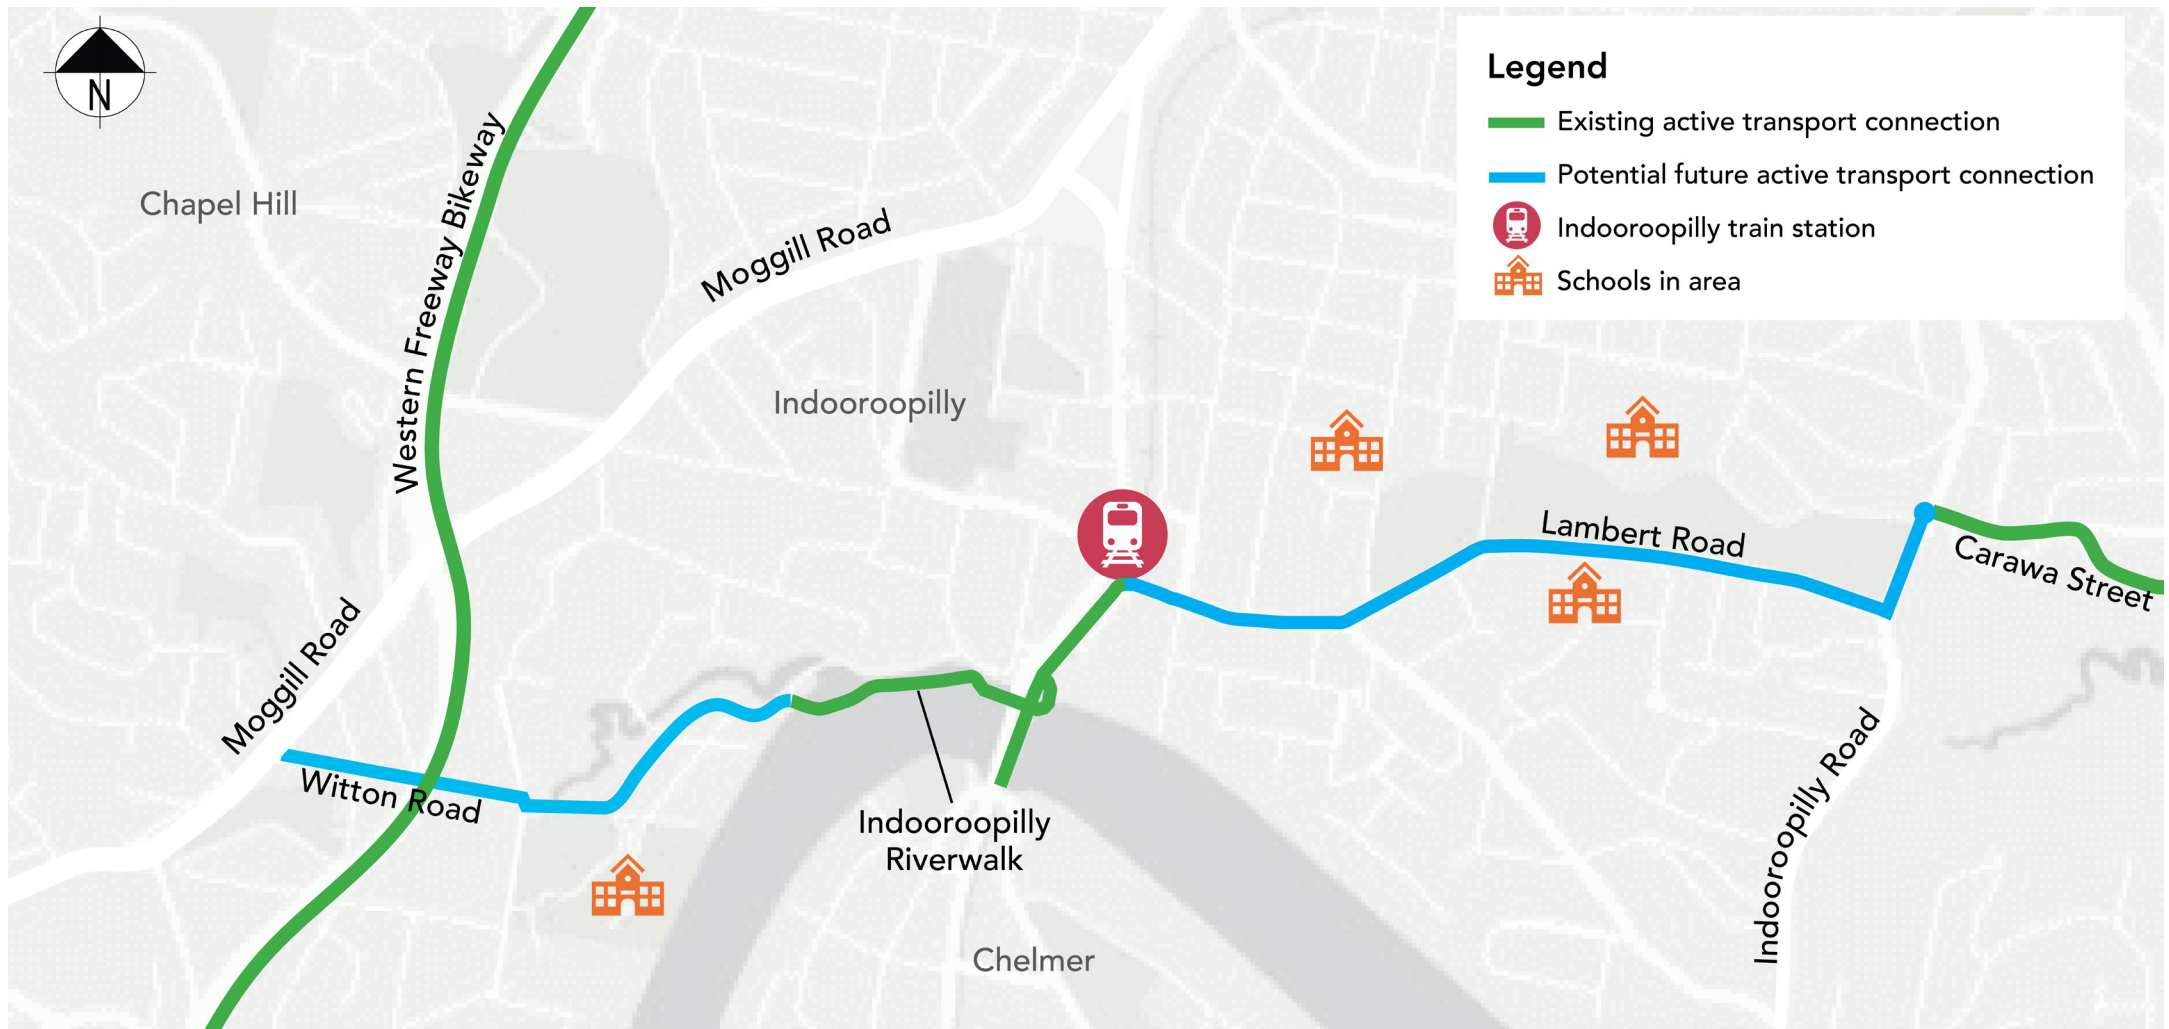 N
Legend
Existing active transport connection
Potential future active transport connection
Indooroopilly train station
Schools in area
Chapel Hill
Western Freeway Bikeway
Moggill Road
Indooroopilly
Lambert Road
Carawa Street
Moggill Road
Witton Road
Indooroopilly
Riverwalk
Indooroopilly Road
Chelmer